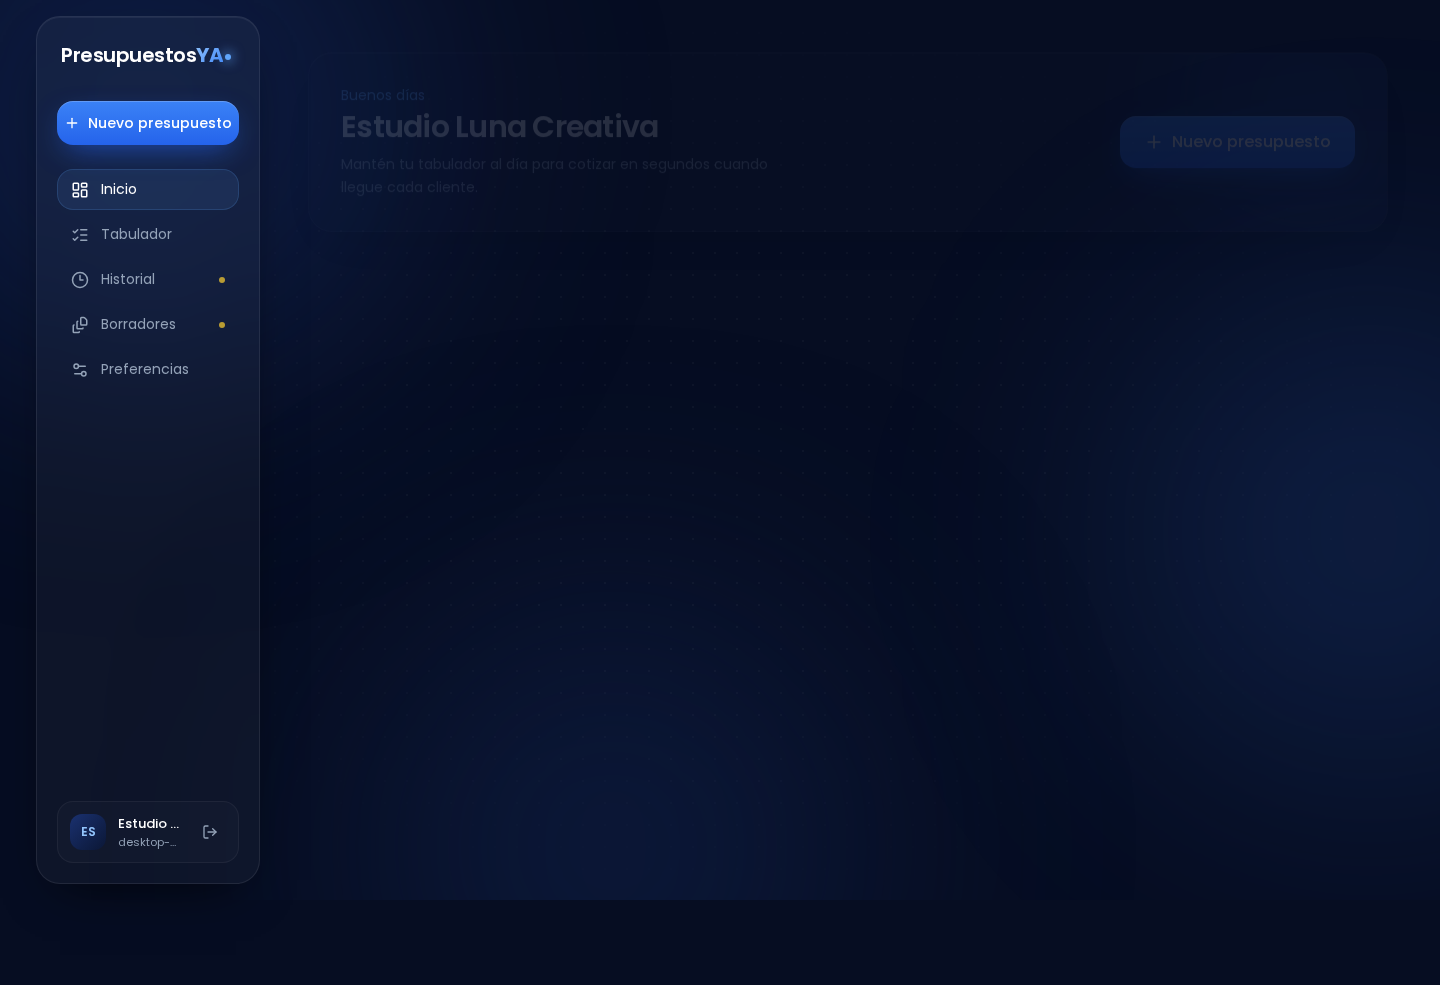 PresupuestosYA
Nuevo presupuesto
Inicio
Tabulador
Historial
Borradores
Preferencias
ES
Estudio ...
desktop-...
Buenos días
Estudio Luna Creativa
Mantén tu tabulador al día para cotizar en segundos cuando
llegue cada cliente.
Nuevo presupuesto